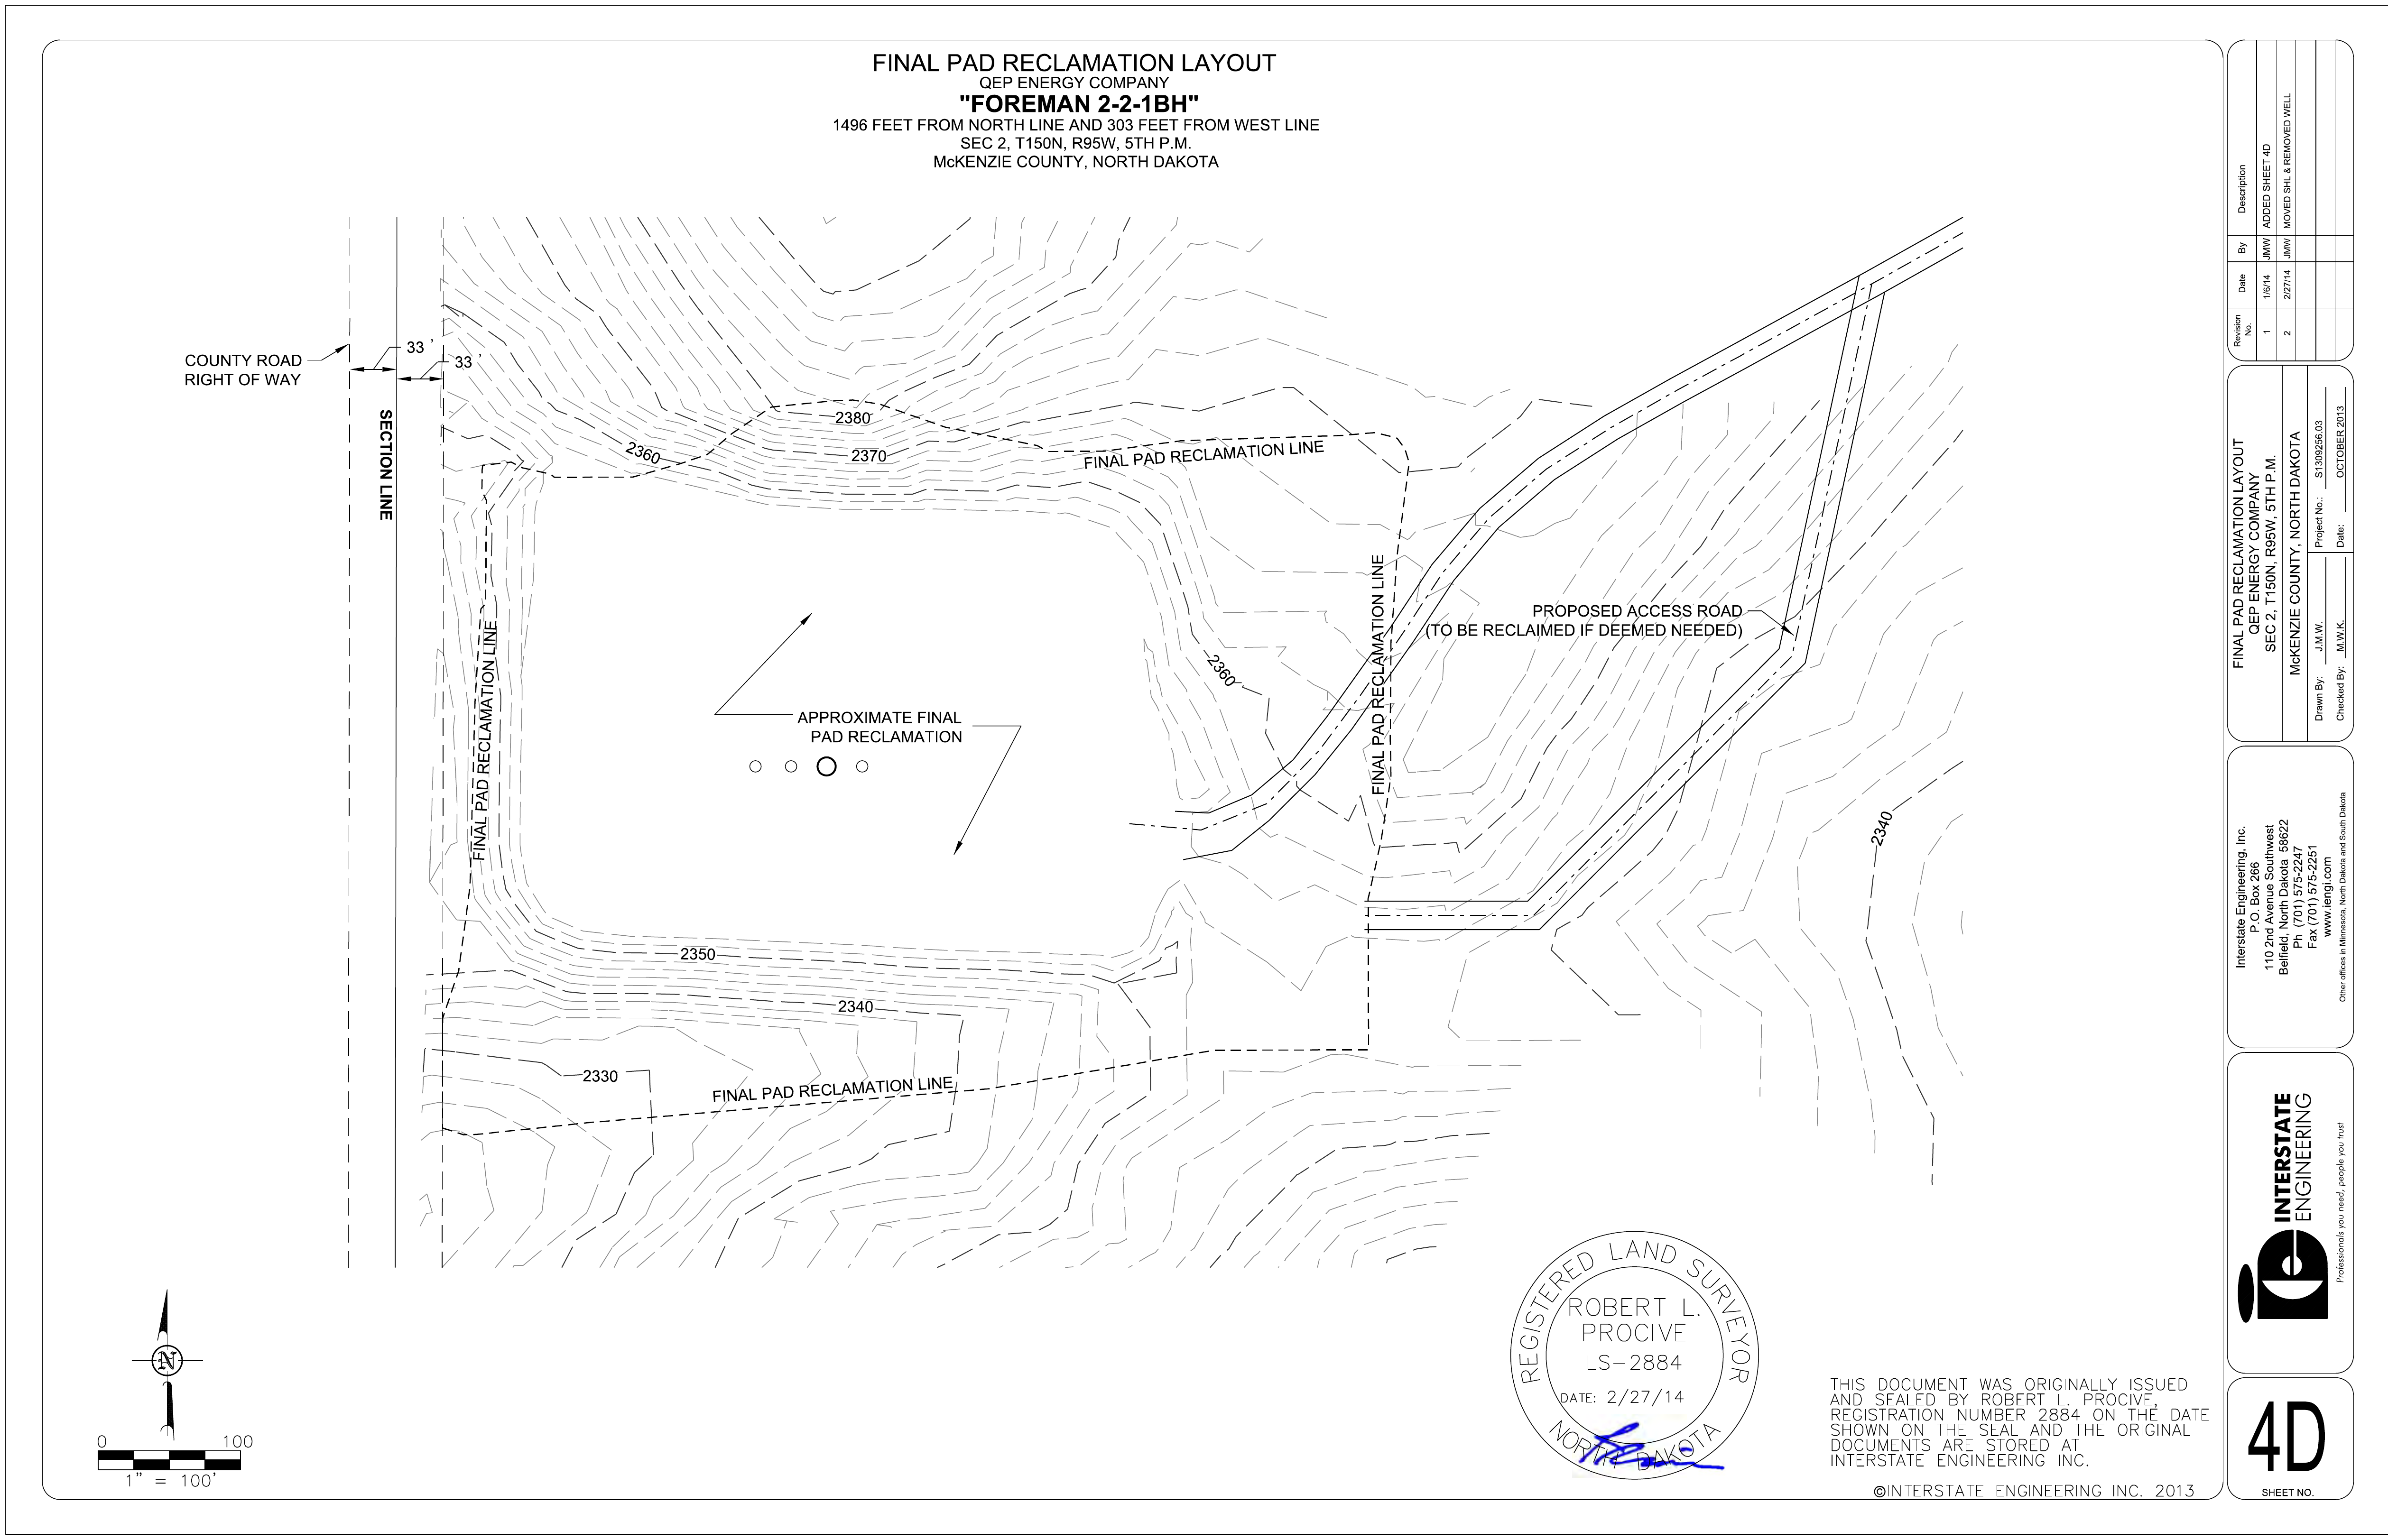 FINAL PAD RECLAMATION LAYOUT
QEP ENERGY COMPANY
"FOREMAN 2-2-1BH"
1496 FEET FROM NORTH LINE AND 303 FEET FROM WEST LINE
SEC 2, T150N, R95W, 5TH P.M.
McKENZIE COUNTY, NORTH DAKOTA
COUNTY ROAD
RIGHT OF WAY
33 '
33 '
SECTION LINE
2380
2360
2370
FINAL PAD RECLAMATION LINE
FINAL PAD RECLAMATION LINE
FINAL PAD RECLAMATION LINE
2360
PROPOSED ACCESS ROAD
(TO BE RECLAIMED IF DEEMED NEEDED)
APPROXIMATE FINAL
PAD RECLAMATION
2340
2350
2340
2330
FINAL PAD RECLAMATION LINE
N
0 100
1" = 100'
REGISTERED LAND SURVEYOR
ROBERT L.
PROCIVE
LS-2884
DATE: 2/27/14
NORTH DAKOTA
THIS DOCUMENT WAS ORIGINALLY ISSUED
AND SEALED BY ROBERT L. PROCIVE,
REGISTRATION NUMBER 2884 ON THE DATE
SHOWN ON THE SEAL AND THE ORIGINAL
DOCUMENTS ARE STORED AT
INTERSTATE ENGINEERING INC.
©INTERSTATE ENGINEERING INC. 2013
Revision No. Date By Description
1 1/6/14 JMW ADDED SHEET 4D
2 2/27/14 JMW MOVED SHL & REMOVED WELL
FINAL PAD RECLAMATION LAYOUT
QEP ENERGY COMPANY
SEC 2, T150N, R95W, 5TH P.M.
McKENZIE COUNTY, NORTH DAKOTA
Drawn By: J.M.W. Project No.: S1309256.03
Checked By: M.W.K. Date: OCTOBER 2013
Interstate Engineering, Inc.
P.O. Box 266
110 2nd Avenue Southwest
Belfield, North Dakota 58622
Ph (701) 575-2247
Fax (701) 575-2251
www.iengi.com
Other offices in Minnesota, North Dakota and South Dakota
INTERSTATE
ENGINEERING
Professionals you need, people you trust
4D
SHEET NO.